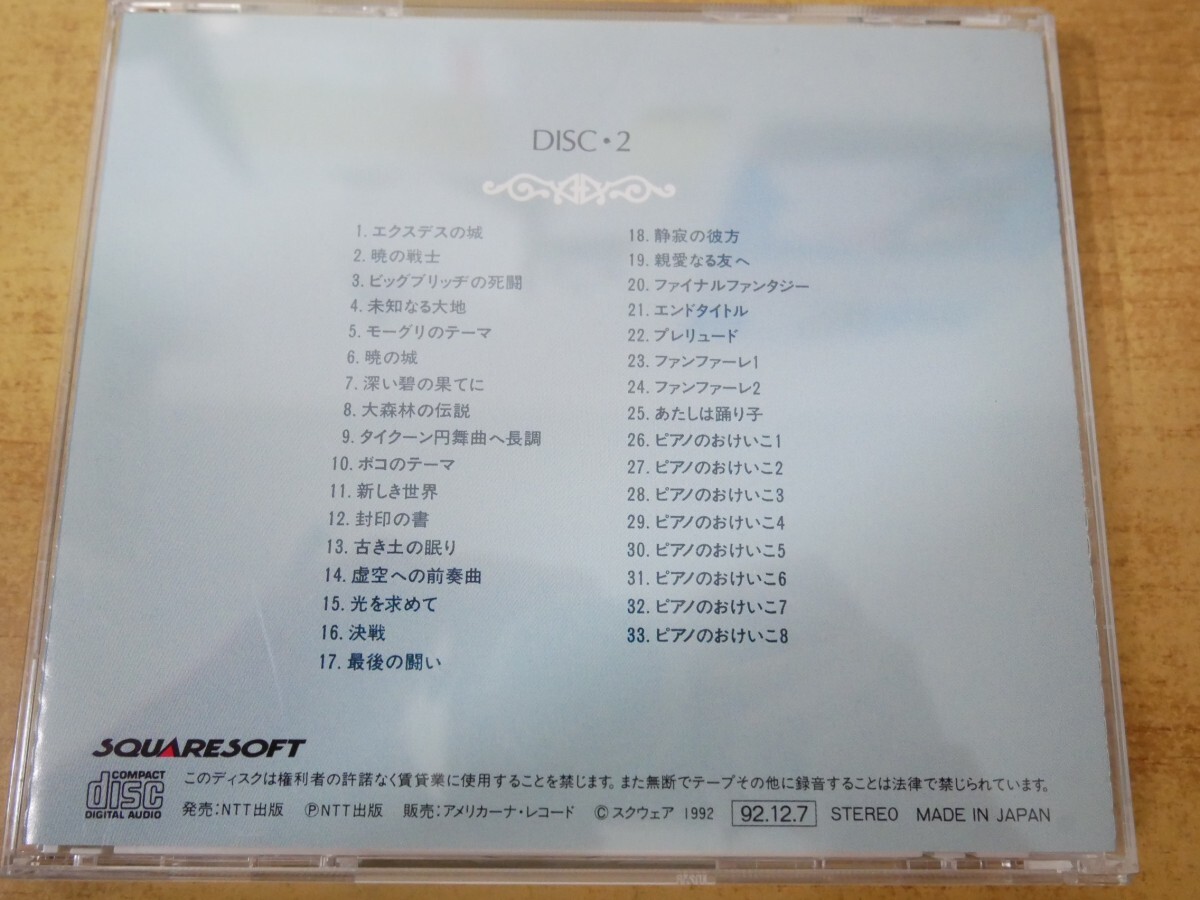 DISC・2
1.エクスデスの城
2.暁の戦士
3.ビッグブリッヂの死闘
4.未知なる大地
5.モーグリのテーマ
6.暁の城
7.深い碧の果てに
8.大森林の伝説
9.タイクーン円舞曲へ長調
10.ボコのテーマ
11.新しき世界
12.封印の書
13.古き土の眠り
14.虚空への前奏曲
15.光を求めて
16.決戦
17.最後の闘い
18.静寂の彼方
19.親愛なる友へ
20.ファイナルファンタジー
21.エンドタイトル
22.プレリュード
23.ファンファーレ1
24.ファンファーレ2
25.あたしは踊り子
26.ピアノのおけいこ1
27.ピアノのおけいこ2
28.ピアノのおけいこ3
29.ピアノのおけいこ4
30.ピアノのおけいこ5
31.ピアノのおけいこ6
32.ピアノのおけいこ7
33.ピアノのおけいこ8
SQUARESOFT
COMPACT disc DIGITAL AUDIO
このディスクは権利者の許諾なく賃貸業に使用することを禁じます。また無断でテープその他に録音することは法律で禁じられています。
発売:NTT出版 ℗NTT出版 販売:アメリカーナ・レコード ©スクウェア 1992 92.12.7 STEREO MADE IN JAPAN